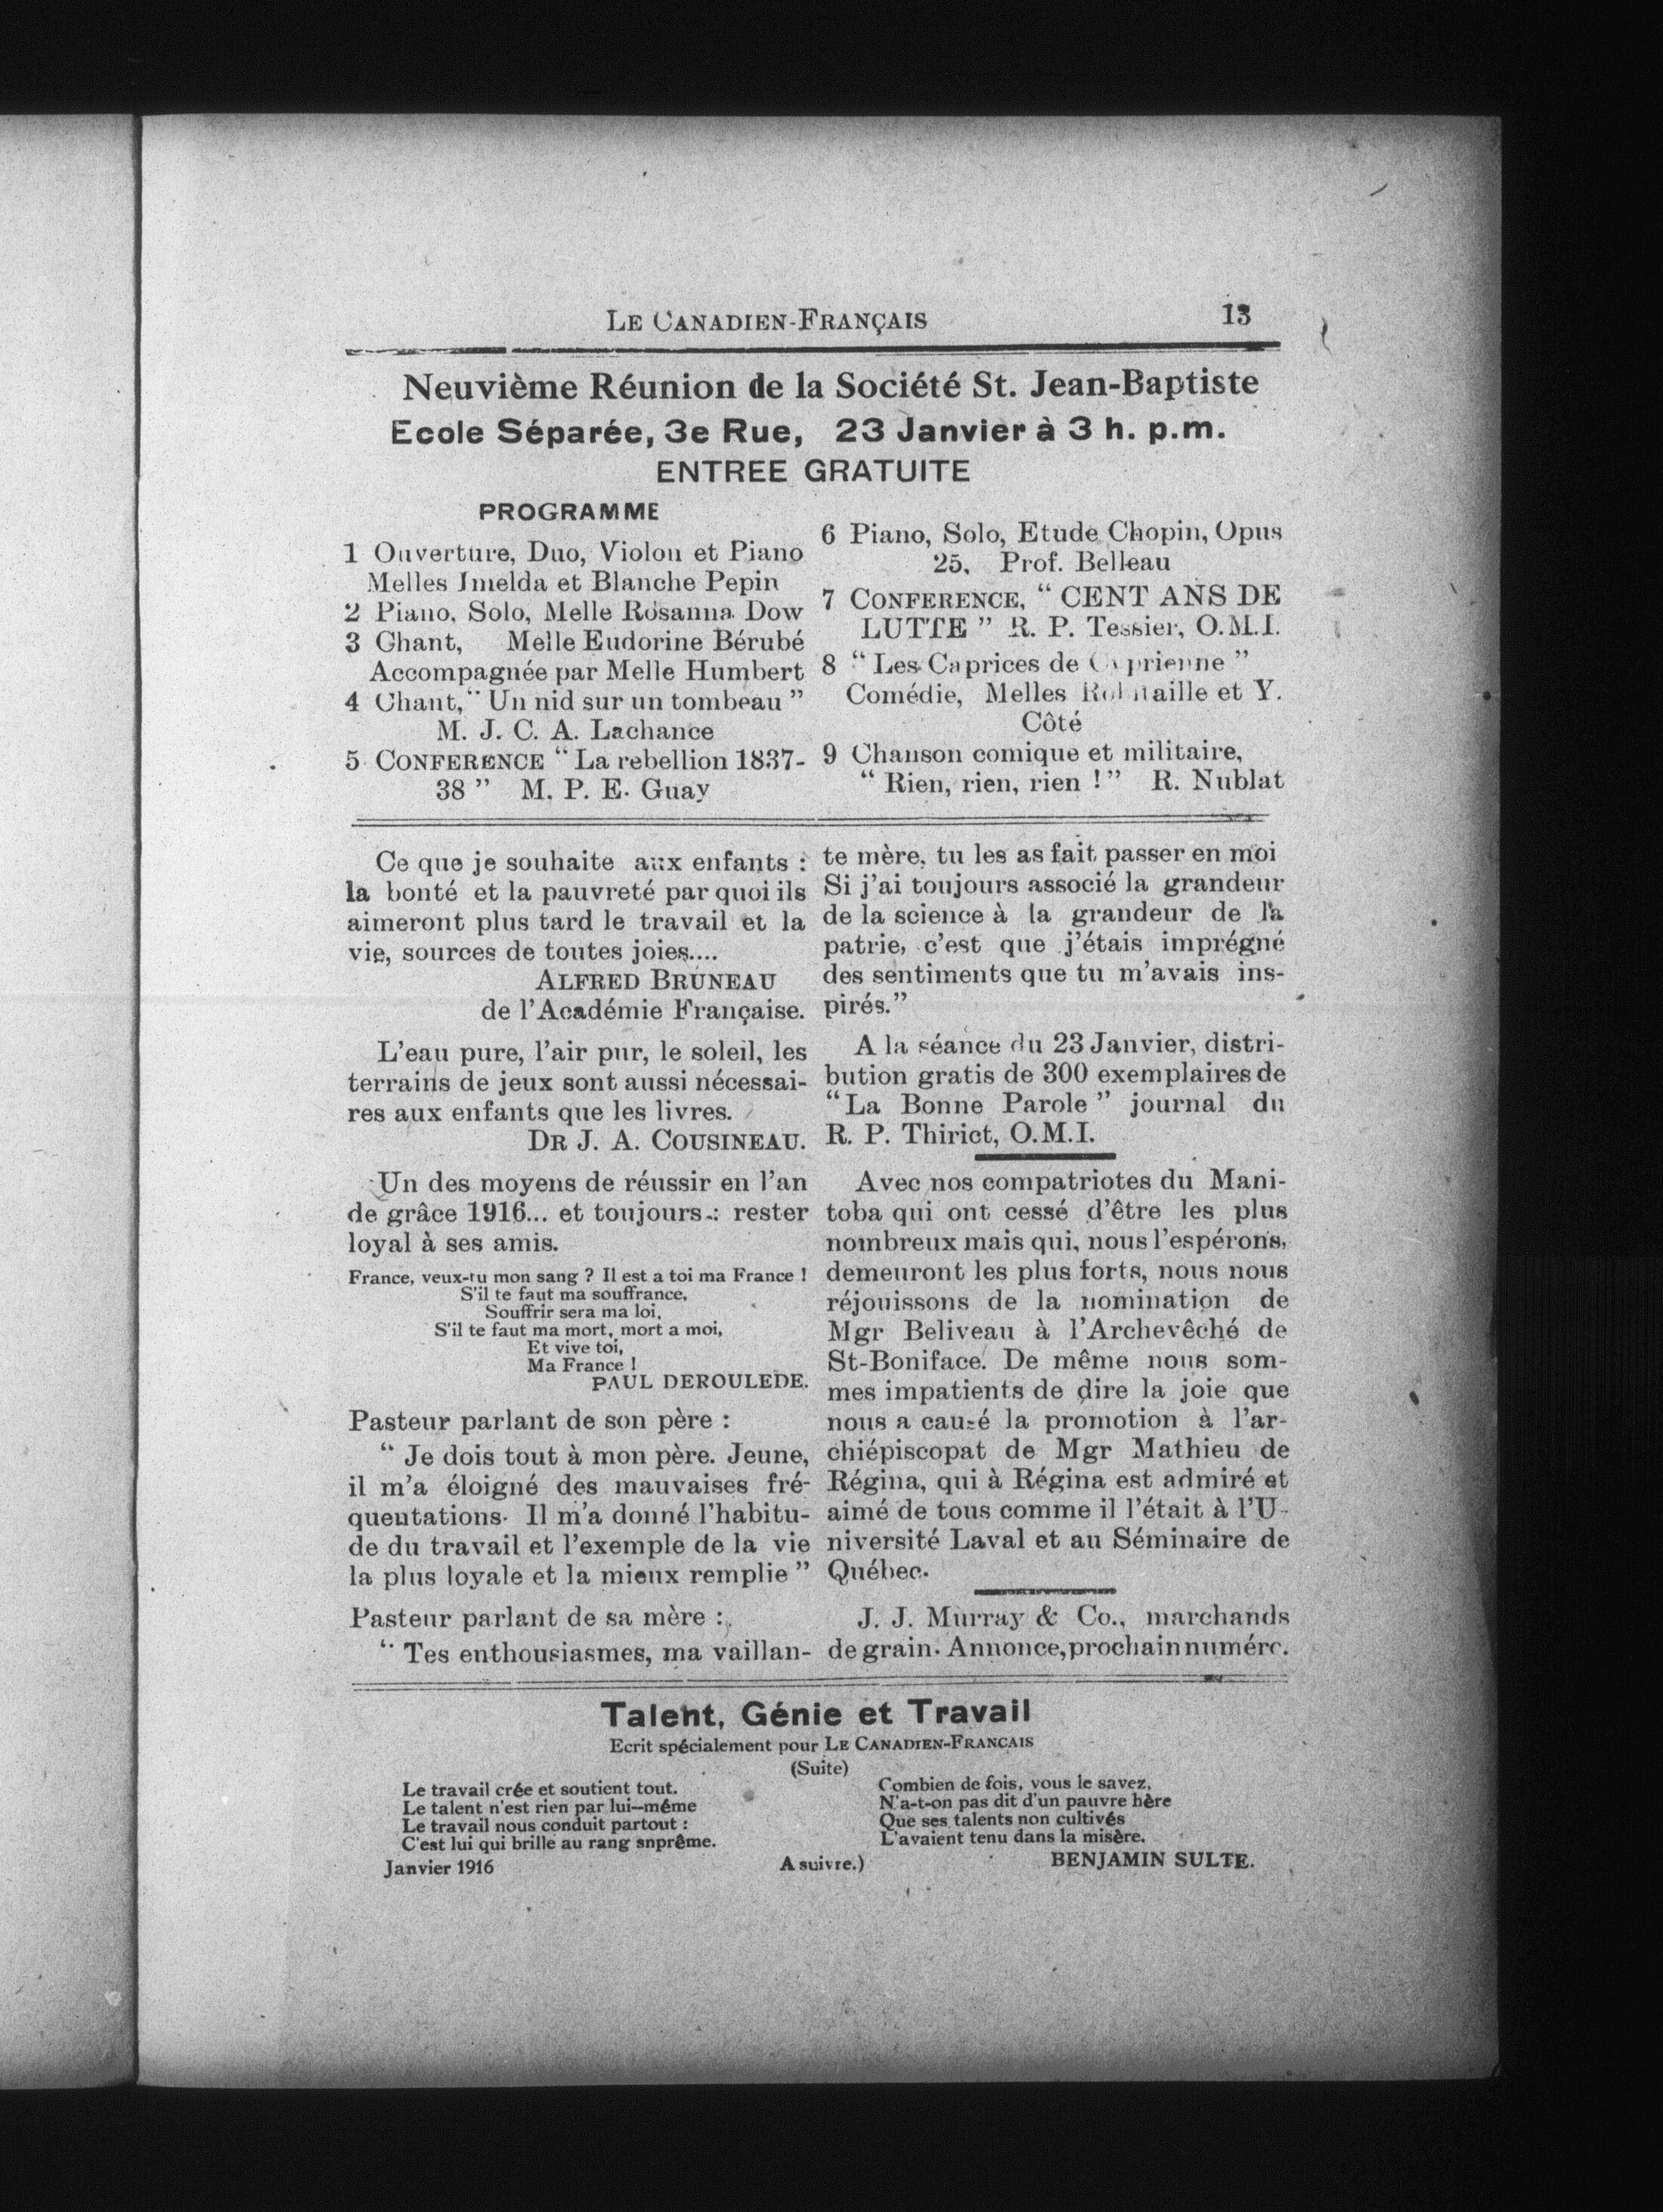 LE CANADIEN-FRANÇAIS
13
Neuvième Réunion de la Société St. Jean-Baptiste
Ecole Séparée, 3e Rue, 23 Janvier à 3 h. p.m.
ENTREE GRATUITE
PROGRAMME
1 Ouverture, Duo, Violon et Piano
Melles Imelda et Blanche Pepin
2 Piano, Solo, Melle Rosanna Dow
3 Chant, Melle Eudorine Bérubé
Accompagnée par Melle Humbert
4 Chant, " Un nid sur un tombeau "
M. J. C. A. Lachance
5 CONFERENCE " La rebellion 1837-
38 " M. P. E. Guay
6 Piano, Solo, Etude Chopin, Opus
25, Prof. Belleau
7 CONFERENCE, " CENT ANS DE
LUTTE " R. P. Tessier, O.M.I.
8 " Les Caprices de "
Comédie, Melles et Y.
Côté
9 Chanson comique et militaire,
" Rien, rien, rien ! " R. Nublat
Ce que je souhaite aux enfants :
la bonté et la pauvreté par quoi ils
aimeront plus tard le travail et la
vie, sources de toutes joies....
ALFRED BRUNEAU
de l'Académie Française.
L'eau pure, l'air pur, le soleil, les
terrains de jeux sont aussi nécessai-
res aux enfants que les livres.
DR J. A. COUSINEAU.
Un des moyens de réussir en l'an
de grâce 1916... et toujours : rester
loyal à ses amis.
France, veux-tu mon sang ? Il est a toi ma France !
S'il te faut ma souffrance,
Souffrir sera ma loi,
S'il te faut ma mort, mort a moi,
Et vive toi,
Ma France !
PAUL DEROULEDE.
Pasteur parlant de son père :
" Je dois tout à mon père. Jeune,
il m'a éloigné des mauvaises fré-
quentations. Il m'a donné l'habitu-
de du travail et l'exemple de la vie
la plus loyale et la mieux remplie "
Pasteur parlant de sa mère :
" Tes enthousiasmes, ma vaillan-
te mère, tu les as fait passer en moi
Si j'ai toujours associé la grandeur
de la science à la grandeur de la
patrie, c'est que j'étais imprégné
des sentiments que tu m'avais ins-
pirés."
A la séance du 23 Janvier, distri-
bution gratis de 300 exemplaires de
"La Bonne Parole " journal du
R. P. Thirict, O.M.I.
Avec nos compatriotes du Mani-
toba qui ont cessé d'être les plus
nombreux mais qui, nous l'espérons,
demeuront les plus forts, nous nous
réjouissons de la nomination de
Mgr Beliveau à l'Archevêché de
St-Boniface. De même nous som-
mes impatients de dire la joie que
nous a causé la promotion à l'ar-
chiépiscopat de Mgr Mathieu de
Régina, qui à Régina est admiré et
aimé de tous comme il l'était à l'U-
niversité Laval et au Séminaire de
Québec.
J. J. Murray & Co., marchands
de grain. Annonce, prochain numéro.
Talent, Génie et Travail
Ecrit spécialement pour LE CANADIEN-FRANCAIS
(Suite)
Le travail crée et soutient tout.
Le talent n'est rien par lui-même
Le travail nous conduit partout :
C'est lui qui brille au rang snprême.
Combien de fois, vous le savez,
N'a-t-on pas dit d'un pauvre hère
Que ses talents non cultivés
L'avaient tenu dans la misère.
Janvier 1916
A suivre.)
BENJAMIN SULTE.